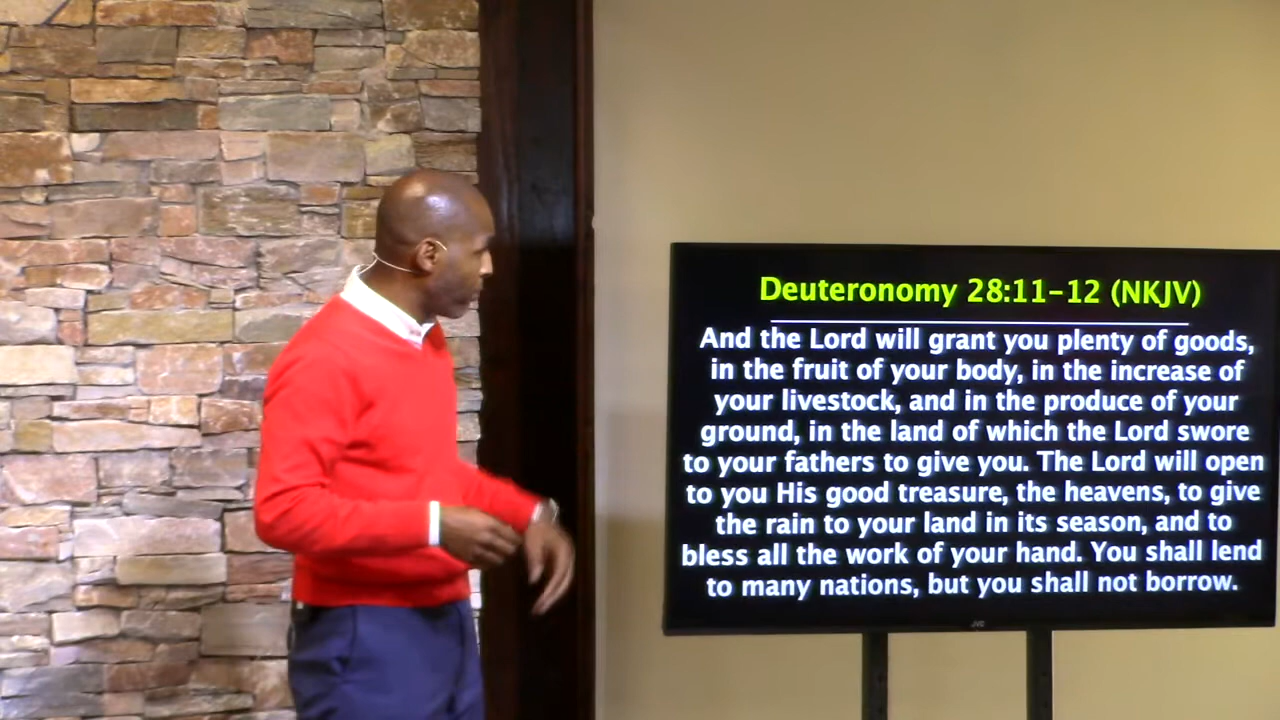 Deuteronomy 28:11-12 (NKJV)
And the Lord will grant you plenty of goods,
in the fruit of your body, in the increase of
your livestock, and in the produce of your
ground, in the land of which the Lord swore
to your fathers to give you. The Lord will open
to you His good treasure, the heavens, to give
the rain to your land in its season, and to
bless all the work of your hand. You shall lend
to many nations, but you shall not borrow.
JVC